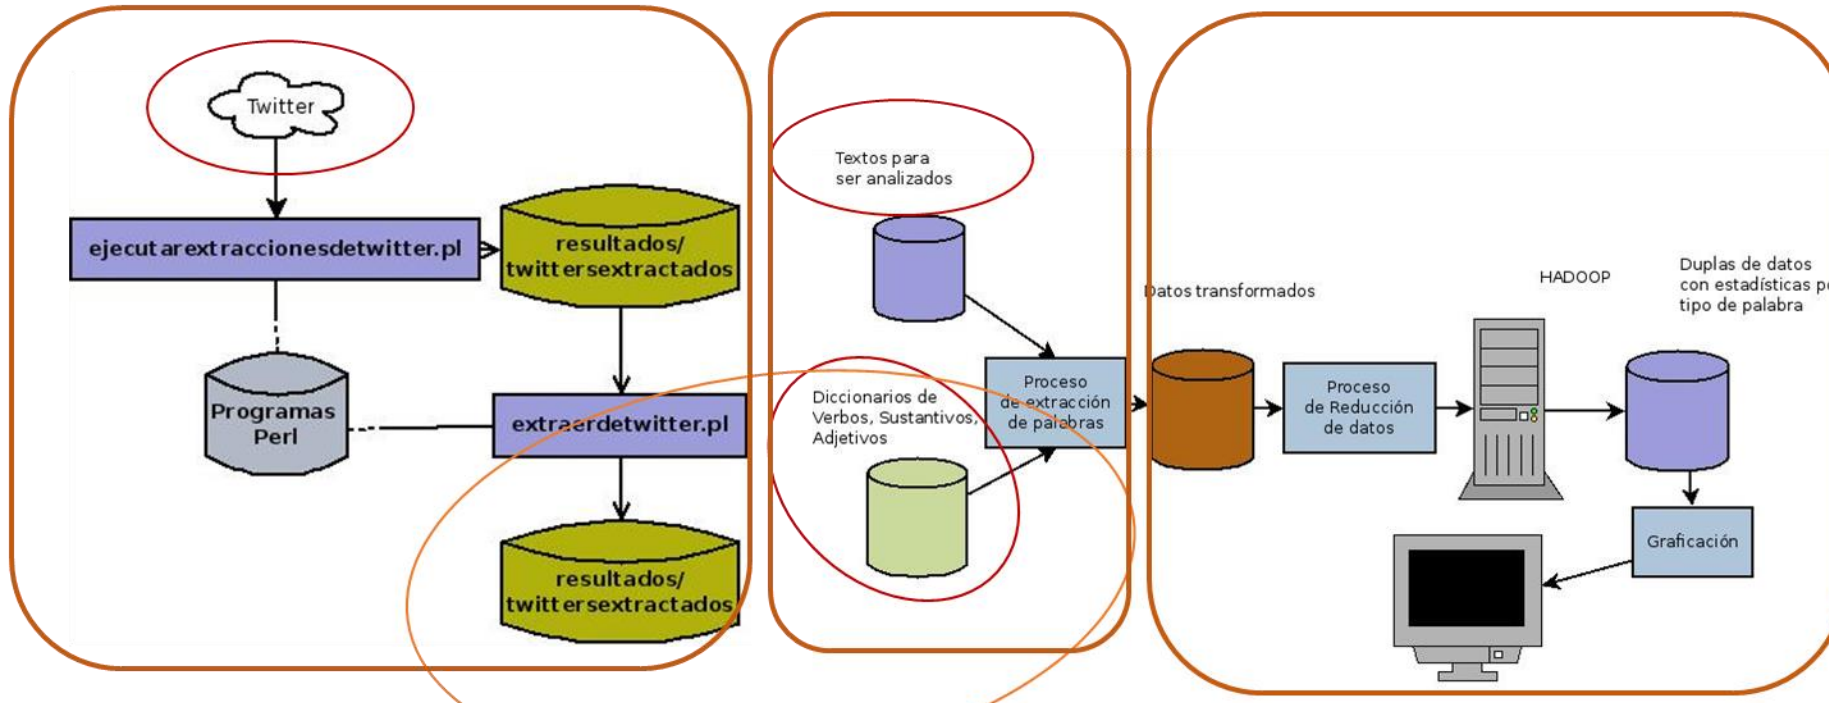 Twitter
ejecutarextraccionesdetwitter.pl
resultados/
twittersextractados
Programas
Perl
extraerdetwitter.pl
resultados/
twittersextractados
Textos para
ser analizados
Diccionarios de
Verbos, Sustantivos,
Adjetivos
Proceso
de extracción
de palabras
Datos transformados
Proceso
de Reducción
de datos
HADOOP
Duplas de datos
con estadísticas p
tipo de palabra
Graficación